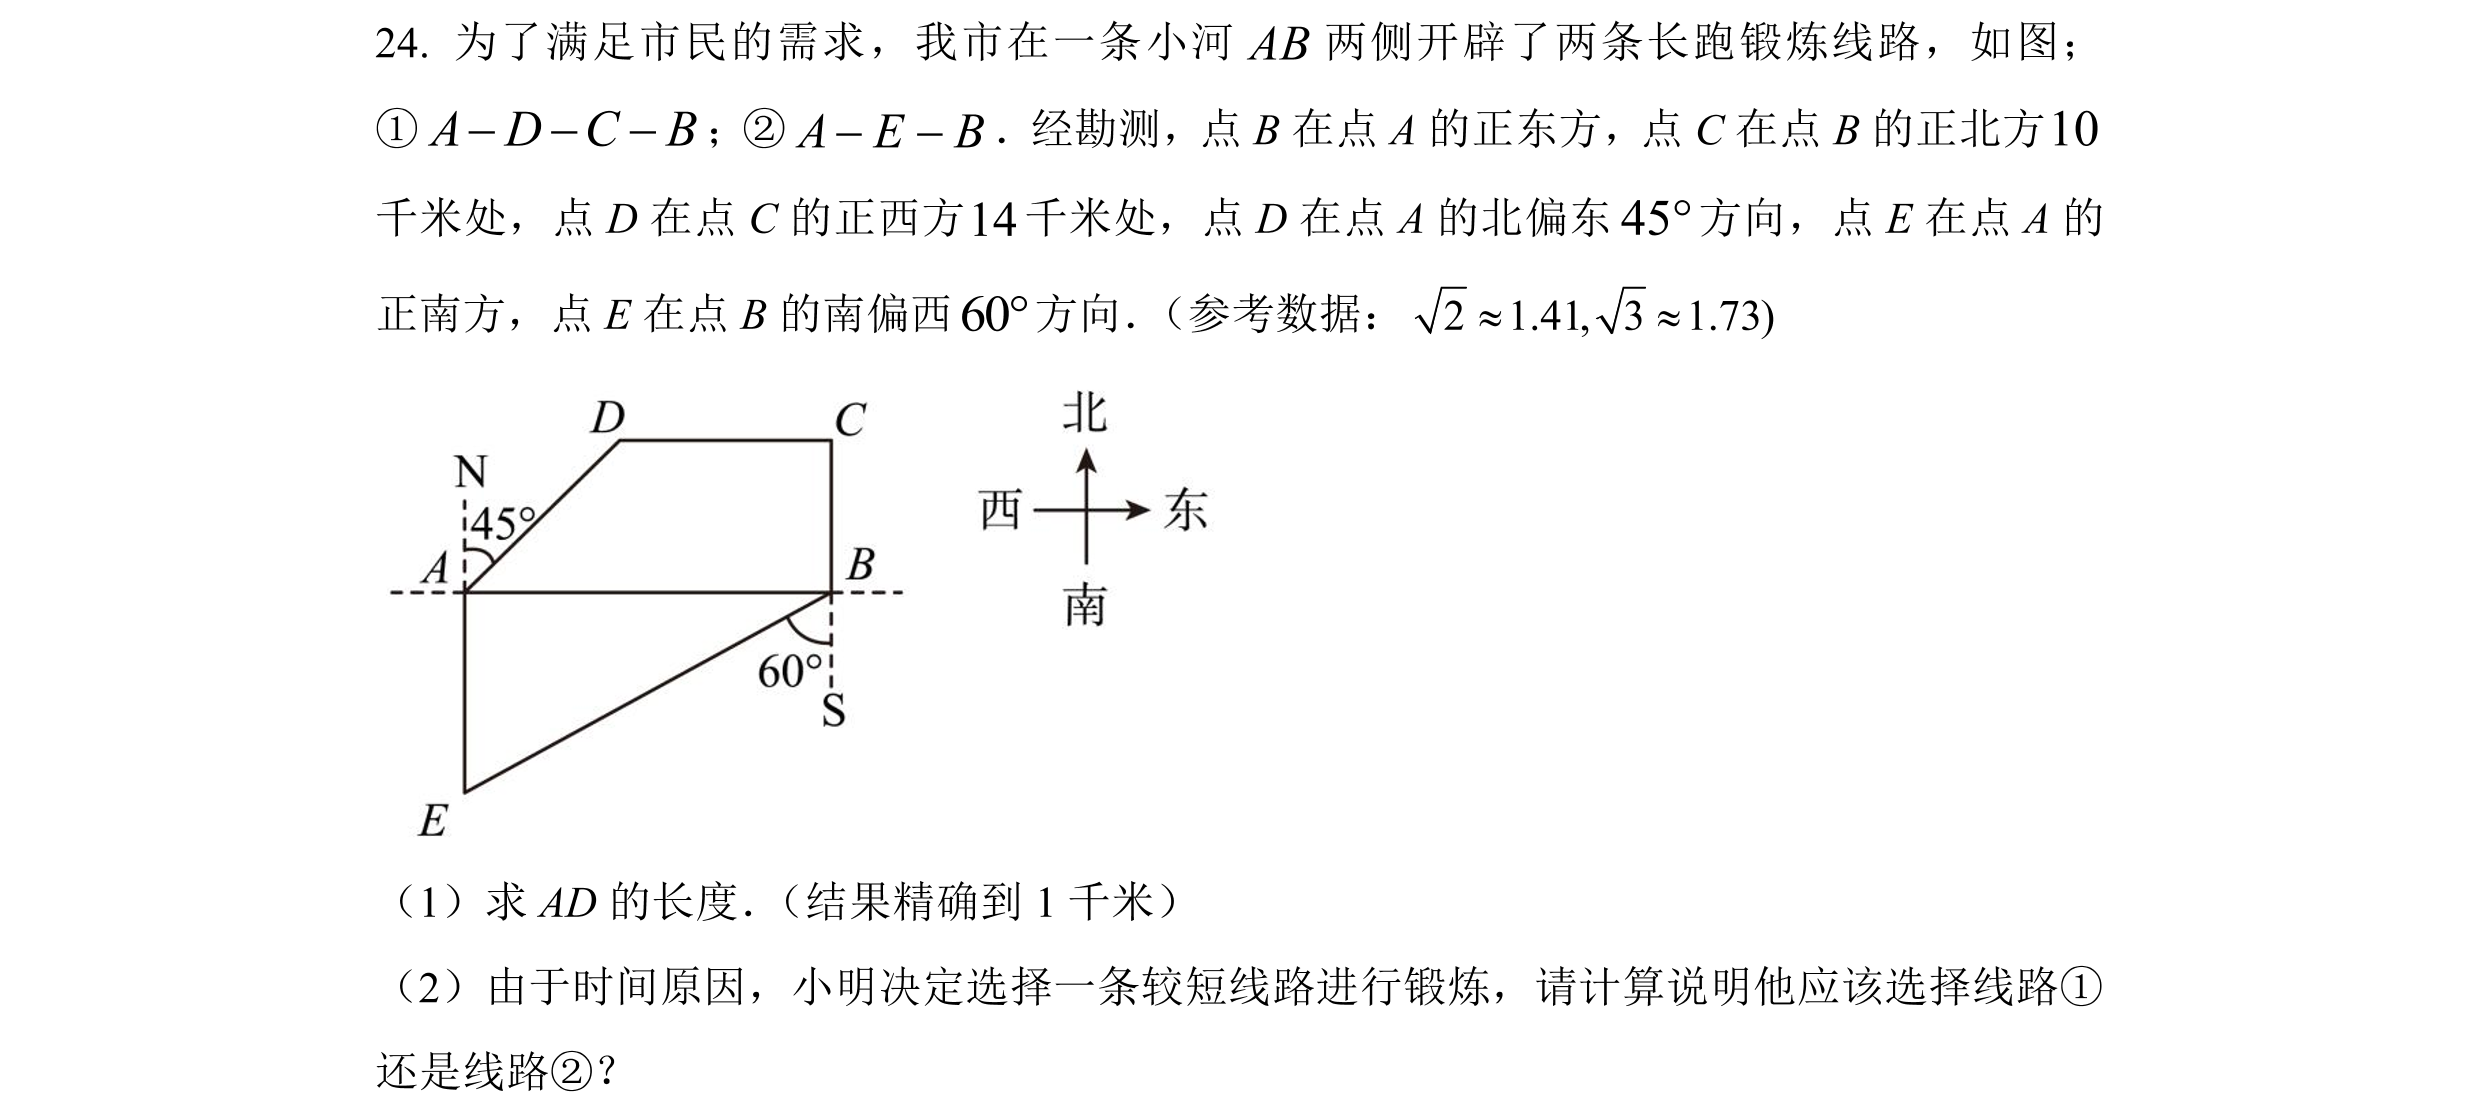 24. 为了满足市民的需求，我市在一条小河 AB 两侧开辟了两条长跑锻炼线路，如图；
①A－D－C－B；②A－E－B．经勘测，点 B 在点 A 的正东方，点 C 在点 B 的正北方10
千米处，点 D 在点 C 的正西方14千米处，点 D 在点 A 的北偏东45°方向，点 E 在点 A 的
正南方，点 E 在点 B 的南偏西60°方向．（参考数据：√2≈1.41,√3≈1.73)
D
C
北
N
45°
西
东
A
B
南
60°
S
E
（1）求 AD 的长度．（结果精确到 1 千米）
（2）由于时间原因，小明决定选择一条较短线路进行锻炼，请计算说明他应该选择线路①
还是线路②？